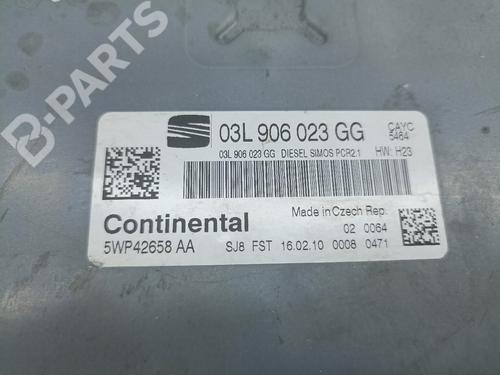 B-PARTS
03L 906 023 GG
CAYC
5464
03L 906 023 GG DIESEL SIMOS PCR2.1 HW: H23
Continental
Made in Czech Rep.
02 0064
5WP42658 AA SJ8 FST 16.02.10 0008 0471
B-PARTS